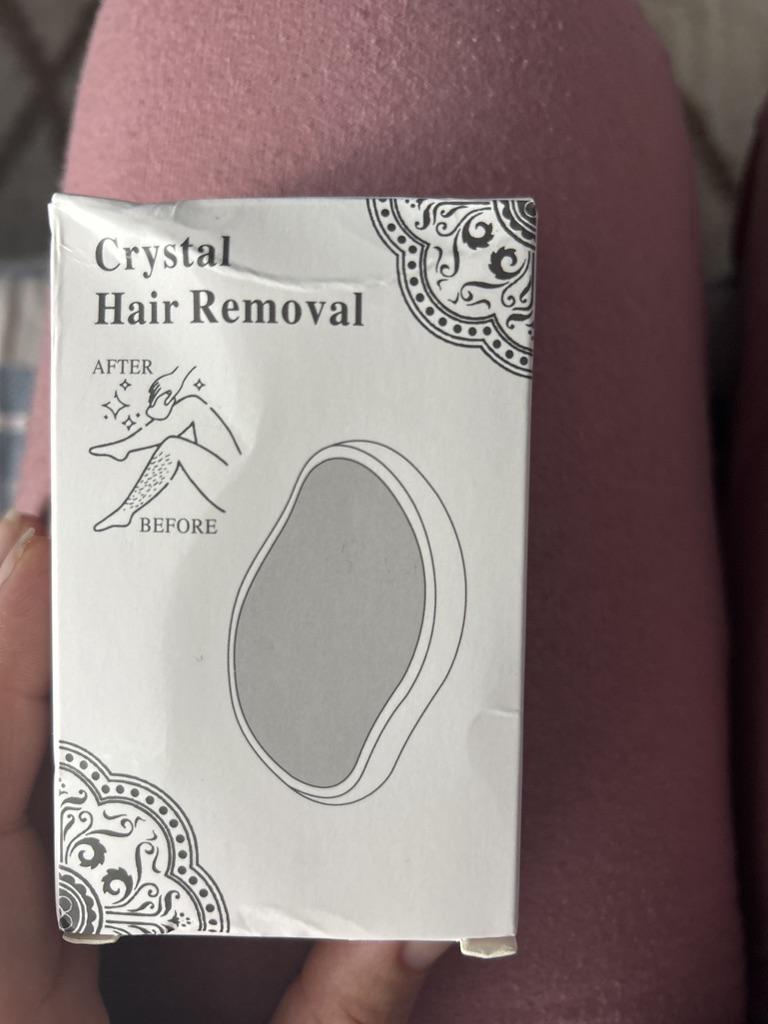 Crystal
Hair Removal
AFTER
BEFORE